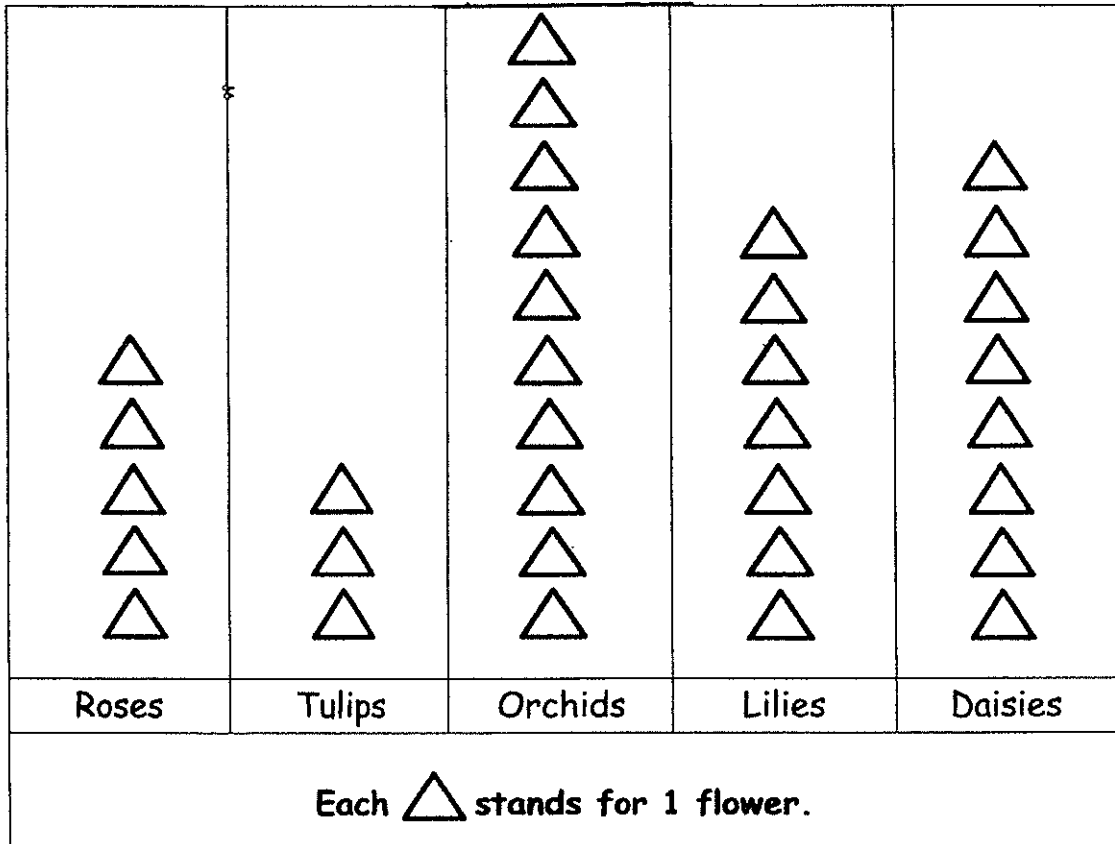 Roses Tulips Orchids Lilies Daisies
Each △ stands for 1 flower.